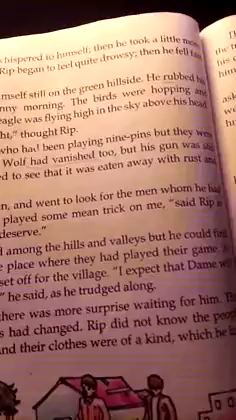 hispered to himself; then he took a little more
Rip began to feel quite drowsy; then he fell
mself still on the green hillside. He rubbed his
nny morning. The birds were hopping and
eagle was flying high in the sky above his head
ht," thought Rip.
who had been playing nine-pins but they were
Wolf had vanished too, but his gun was
ed to see that it was eaten away with rust and
n, and went to look for the men whom he had
played some mean trick on me, "said Rip
deserve."
d among the hills and valleys but he could find
e place where they had played their game.
set off for the village. "I expect that Dame
" he said, as he trudged along.
here was more surprise waiting for him.
s had changed. Rip did not know the people
nd their clothes were of a kind, which he